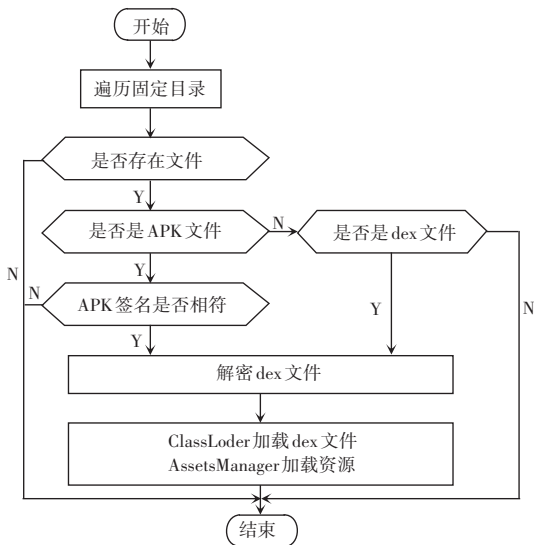 开始
遍历固定目录
是否存在文件
Y
是否是APK文件
N
是否是dex文件
N
N
Y
APK签名是否相符
Y
N
Y
解密dex文件
ClassLoder加载dex文件
AssetsManager加载资源
结束